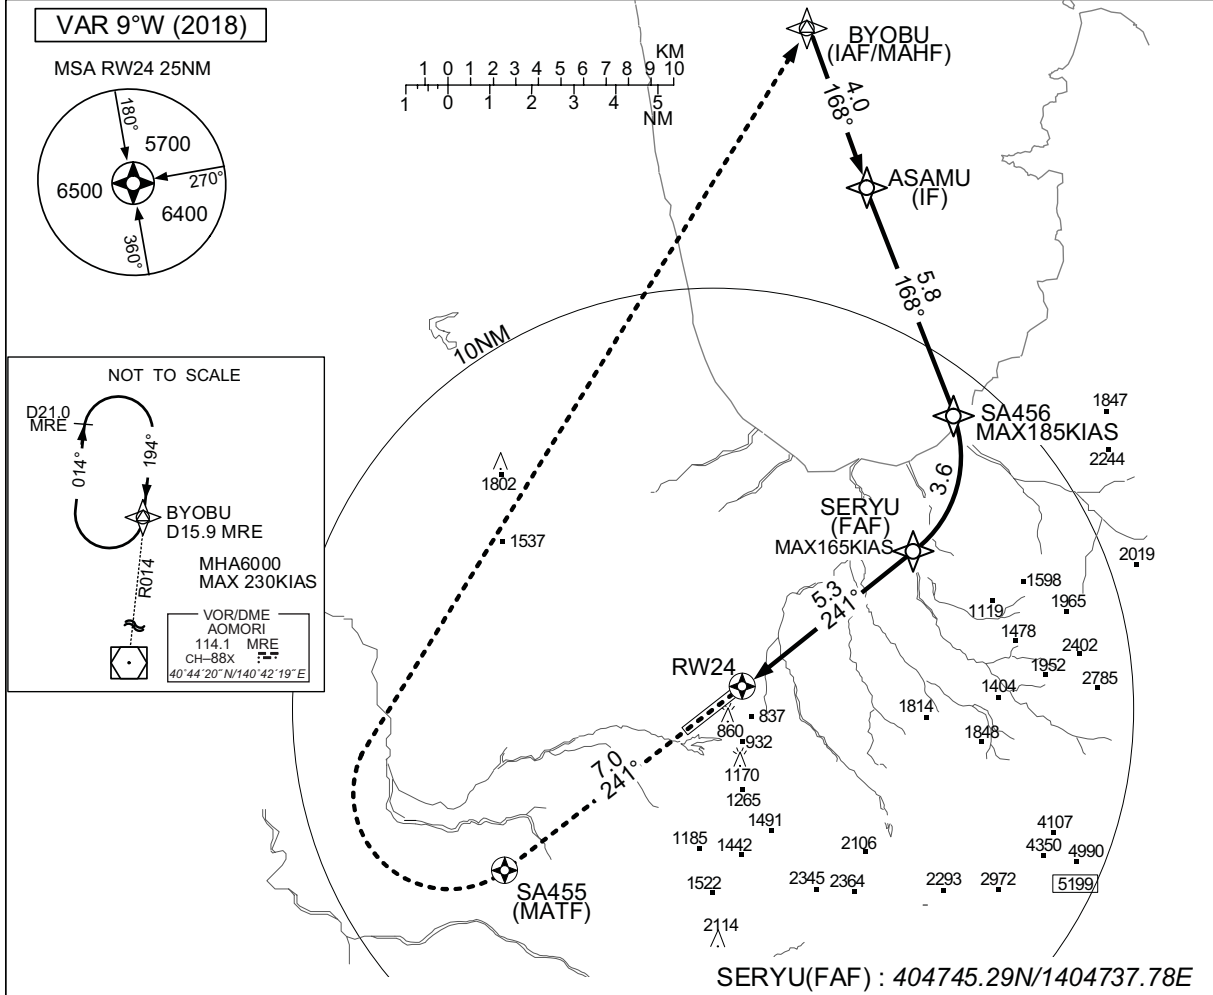 VAR 9°W (2018)
MSA RW24 25NM
180°
5700
270°
6500
6400
360°
KM
1 0 1 2 3 4 5 6 7 8 9 10
1 0 1 2 3 4 5
NM
BYOBU
(IAF/MAHF)
4.0
168°
ASAMU
(IF)
5.8
168°
10NM
SA456
MAX185KIAS
3.6
SERYU
(FAF)
MAX165KIAS
5.3
241°
RW24
7.0
241°
SA455
(MATF)
NOT TO SCALE
D21.0
MRE
014°
194°
BYOBU
D15.9 MRE
MHA6000
MAX 230KIAS
R014
VOR/DME
AOMORI
114.1 MRE
CH–88X
40°44'20"N/140°42'19"E
1847
2244
1802
1537
2019
1598
1119
1965
1478
2402
1952
2785
1404
1814
1848
837
860
932
1170
1265
1491
1185
1442
2106
4107
4350
4990
1522
2345
2364
2293
2972
5199
2114
SERYU(FAF) : 404745.29N/1404737.78E